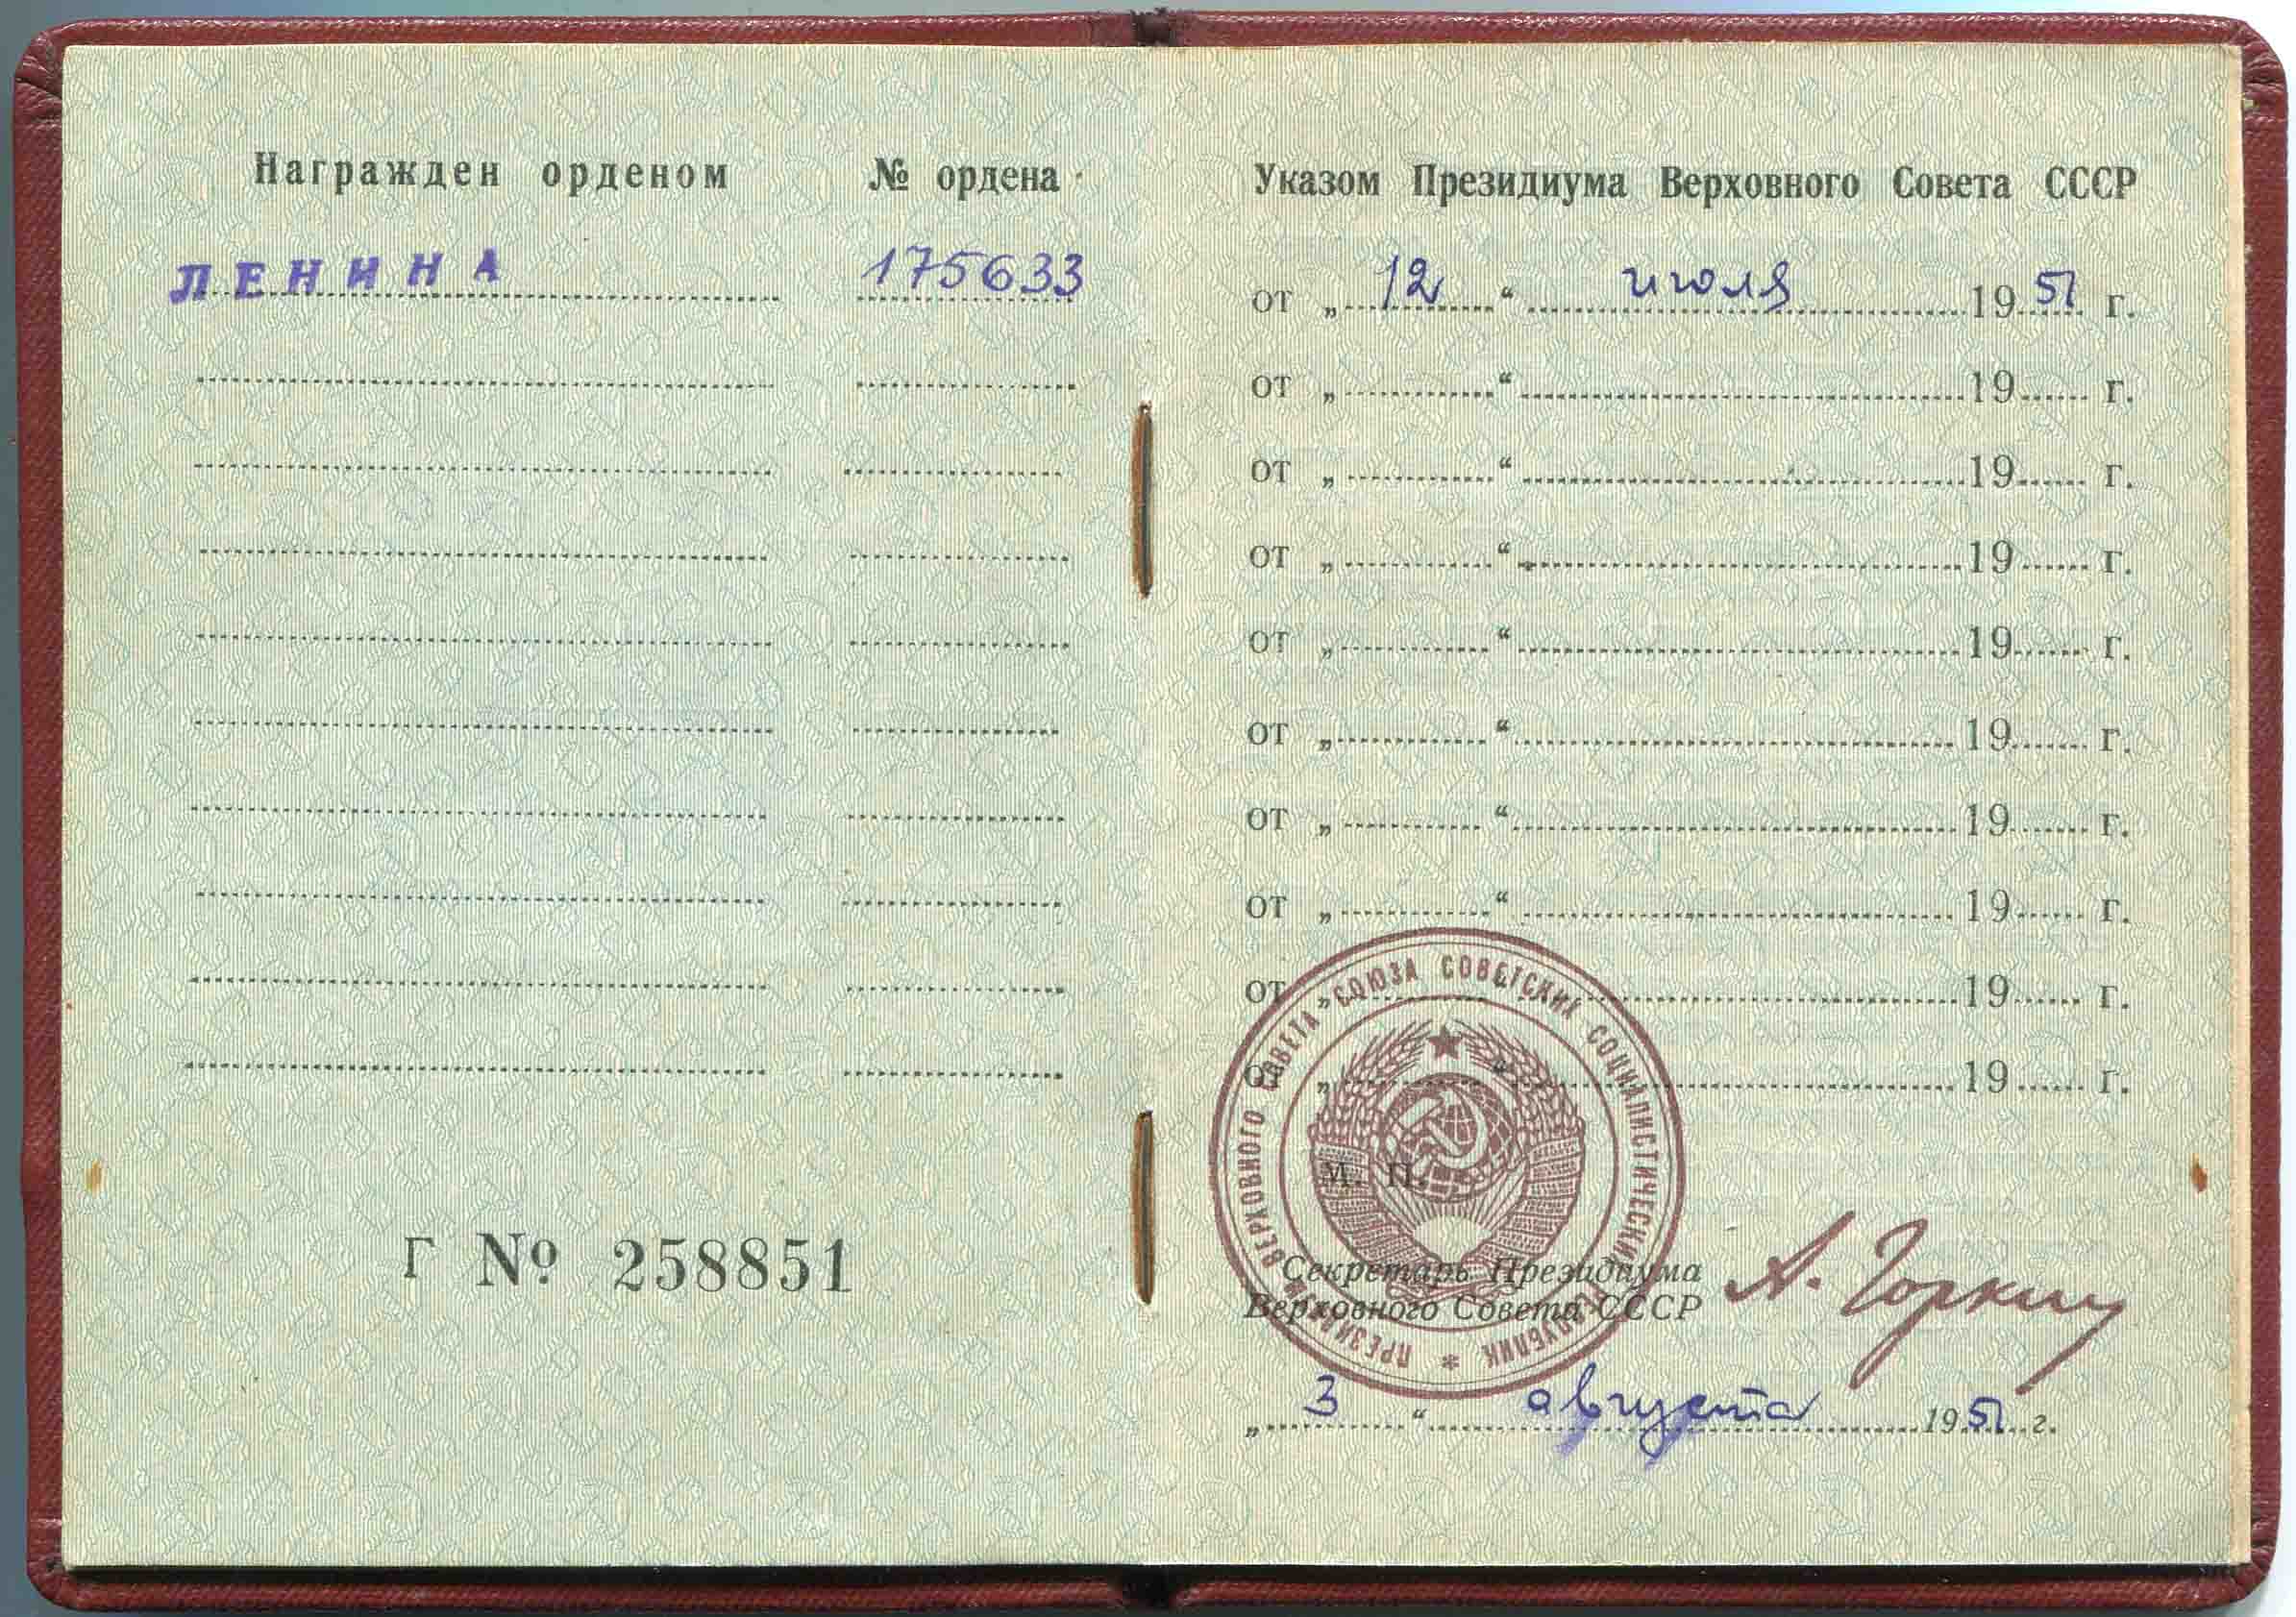 Награжден орденом № ордена
ЛЕНИНА 175633
Г № 258851
Указом Президиума Верховного Совета СССР
от „12“ июля 1951 г.
от „ “ 19 г.
от „ “ 19 г.
от „ “ 19 г.
от „ “ 19 г.
от „ “ 19 г.
от „ “ 19 г.
от „ “ 19 г.
от „ “ 19 г.
от „ “ 19 г.
ПРЕЗИДИУМ ВЕРХОВНОГО СОВЕТА СОЮЗА СОВЕТСКИХ СОЦИАЛИСТИЧЕСКИХ РЕСПУБЛИК *
М. П.
Секретарь Президиума
Верховного Совета СССР
А. Горкин
„3“ августа 1951 г.